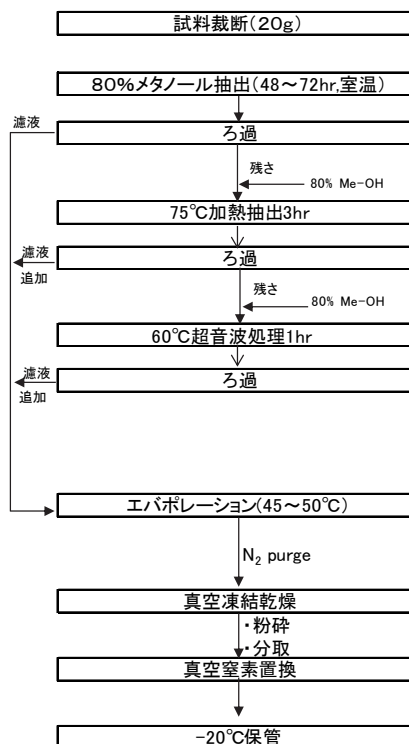 試料裁断(20g)
80%メタノール抽出(48～72hr,室温)
濾液
ろ過
残さ
80% Me-OH
75℃加熱抽出3hr
濾液
ろ過
追加
残さ
80% Me-OH
60℃超音波処理1hr
濾液
ろ過
追加
エバポレーション(45～50℃)
N₂ purge
真空凍結乾燥
・粉砕
・分取
真空窒素置換
-20℃保管